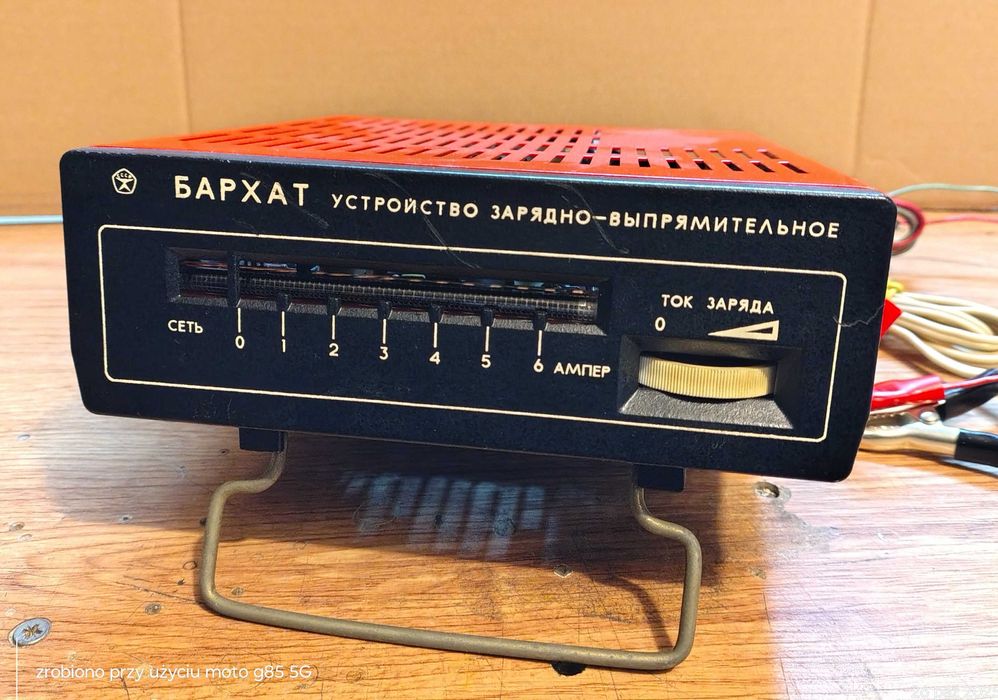 БАРХАТ УСТРОЙСТВО ЗАРЯДНО-ВЫПРЯМИТЕЛЬНОЕ
ТОК ЗАРЯДА
0
СЕТЬ 0 1 2 3 4 5 6 АМПЕР
zrobiono przy użyciu moto g85 5G